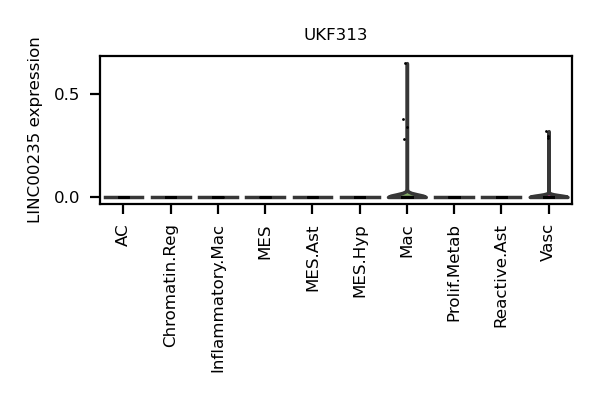 UKF313
LINC00235 expression
0.5
0.0
AC
Chromatin.Reg
Inflammatory.Mac
MES
MES.Ast
MES.Hyp
Mac
Prolif.Metab
Reactive.Ast
Vasc